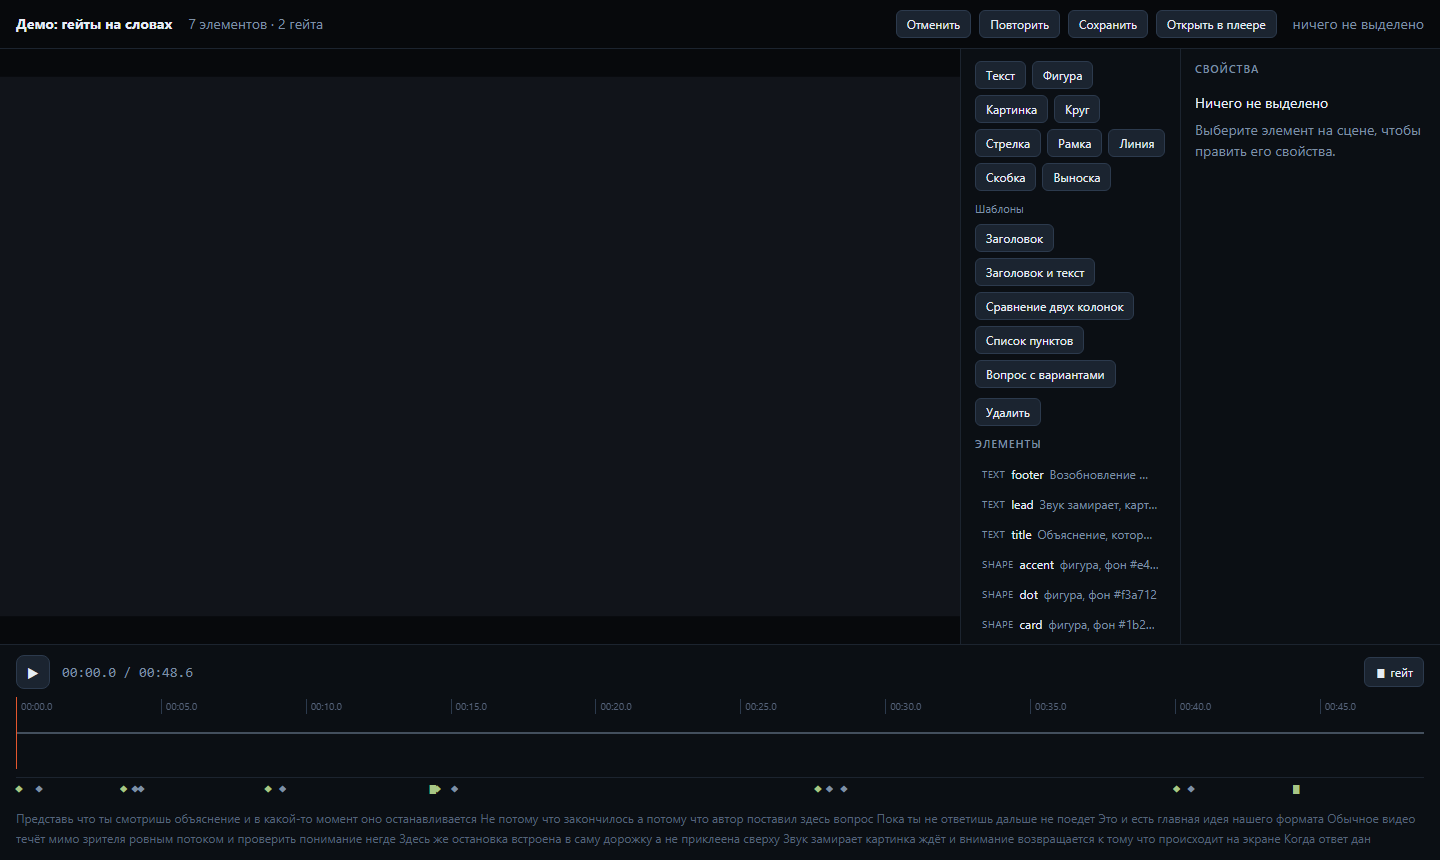 Демо: гейты на словах 7 элементов · 2 гейта Отменить Повторить Сохранить Открыть в плеере ничего не выделено
Текст Фигура
Картинка Круг
Стрелка Рамка Линия
Скобка Выноска
Шаблоны
Заголовок
Заголовок и текст
Сравнение двух колонок
Список пунктов
Вопрос с вариантами
Удалить
ЭЛЕМЕНТЫ
TEXT footer Возобновление ...
TEXT lead Звук замирает, карт...
TEXT title Объяснение, котор...
SHAPE accent фигура, фон #e4...
SHAPE dot фигура, фон #f3a712
SHAPE card фигура, фон #1b2...
СВОЙСТВА
Ничего не выделено
Выберите элемент на сцене, чтобы
править его свойства.
00:00.0 / 00:48.6 гейт
00:00.0 00:05.0 00:10.0 00:15.0 00:20.0 00:25.0 00:30.0 00:35.0 00:40.0 00:45.0
Представь что ты смотришь объяснение и в какой-то момент оно останавливается Не потому что закончилось а потому что автор поставил здесь вопрос Пока ты не ответишь дальше не поедет Это и есть главная идея нашего формата Обычное видео
течёт мимо зрителя ровным потоком и проверить понимание негде Здесь же остановка встроена в саму дорожку а не приклеена сверху Звук замирает картинка ждёт и внимание возвращается к тому что происходит на экране Когда ответ дан